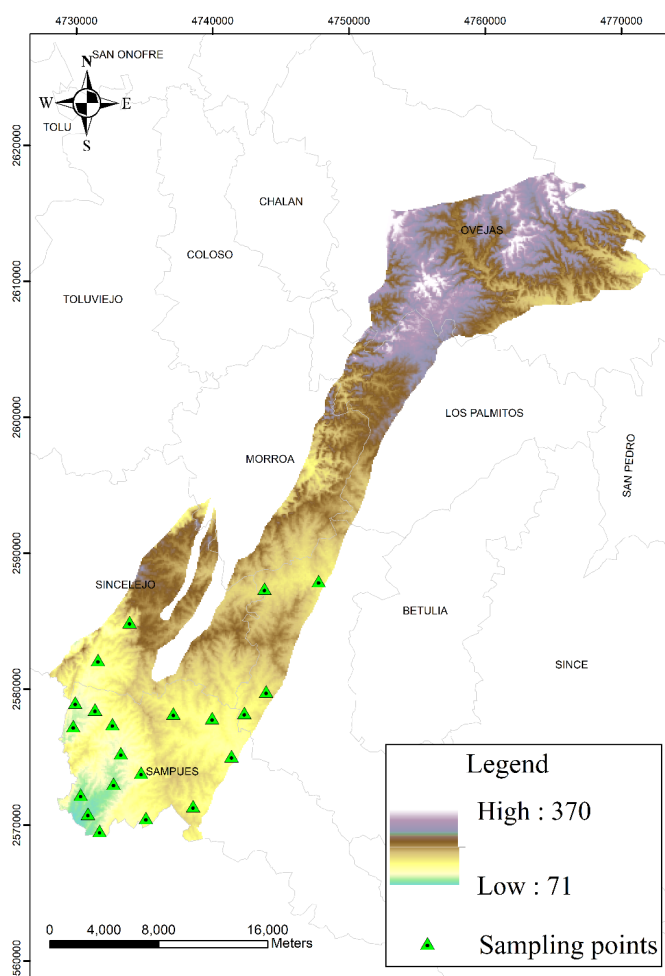 4730000 4740000 4750000 4760000 4770000
SAN ONOFRE
N
W E
S
TOLU
2620000
CHALAN
OVEJAS
COLOSO
2610000
TOLUVIEJO
2600000
LOS PALMITOS
MORROA
SAN PEDRO
2590000
SINCELEJO
BETULIA
SINCE
2580000
SAMPUES
2570000
2560000
Legend
High : 370
Low : 71
Sampling points
0 4,000 8,000 16,000
Meters